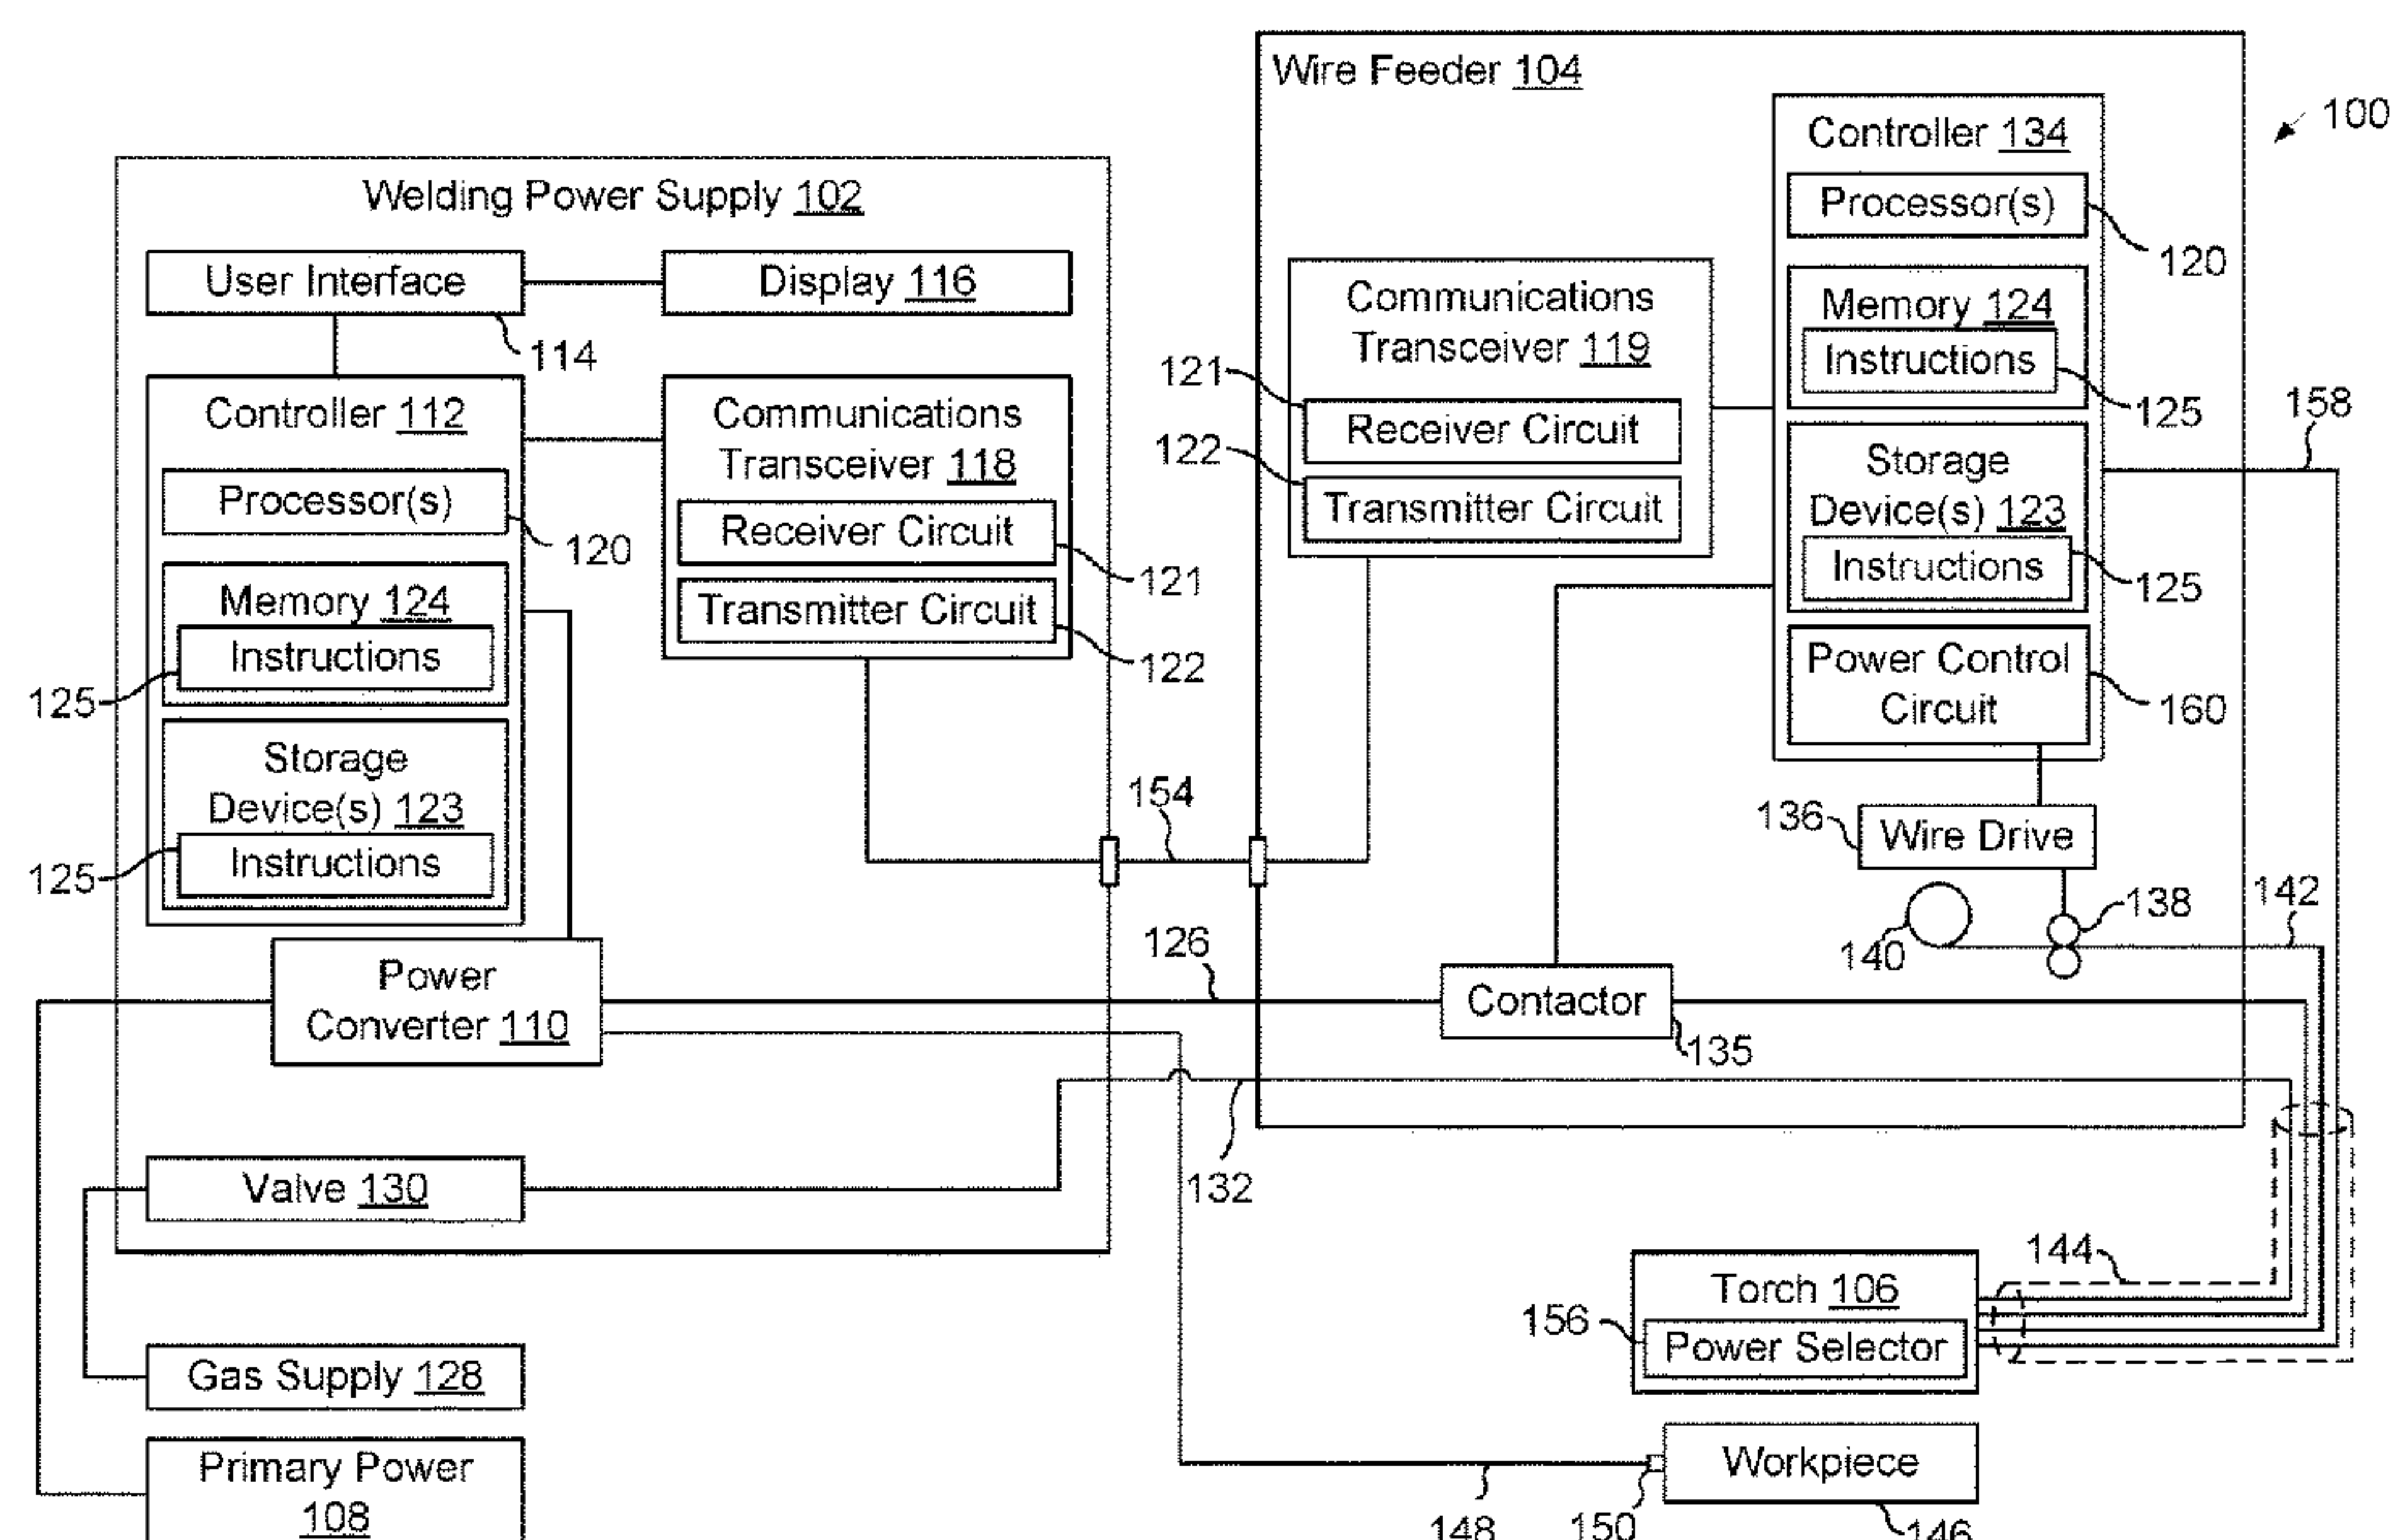 Wire Feeder 104
100
Controller 134
Processor(s)
120
Memory 124
Instructions
125
Storage
Device(s) 123
Instructions
125
Power Control
Circuit
160
158
Communications
Transceiver 119
121
Receiver Circuit
122
Transmitter Circuit
136
Wire Drive
138
140
142
Contactor
135
Welding Power Supply 102
User Interface
114
Display 116
Controller 112
Processor(s)
120
Memory 124
Instructions
125
Storage
Device(s) 123
Instructions
125
Communications
Transceiver 118
Receiver Circuit
121
Transmitter Circuit
122
154
126
Power
Converter 110
132
Valve 130
Gas Supply 128
Primary Power
108
144
Torch 106
156
Power Selector
Workpiece
148
150
146